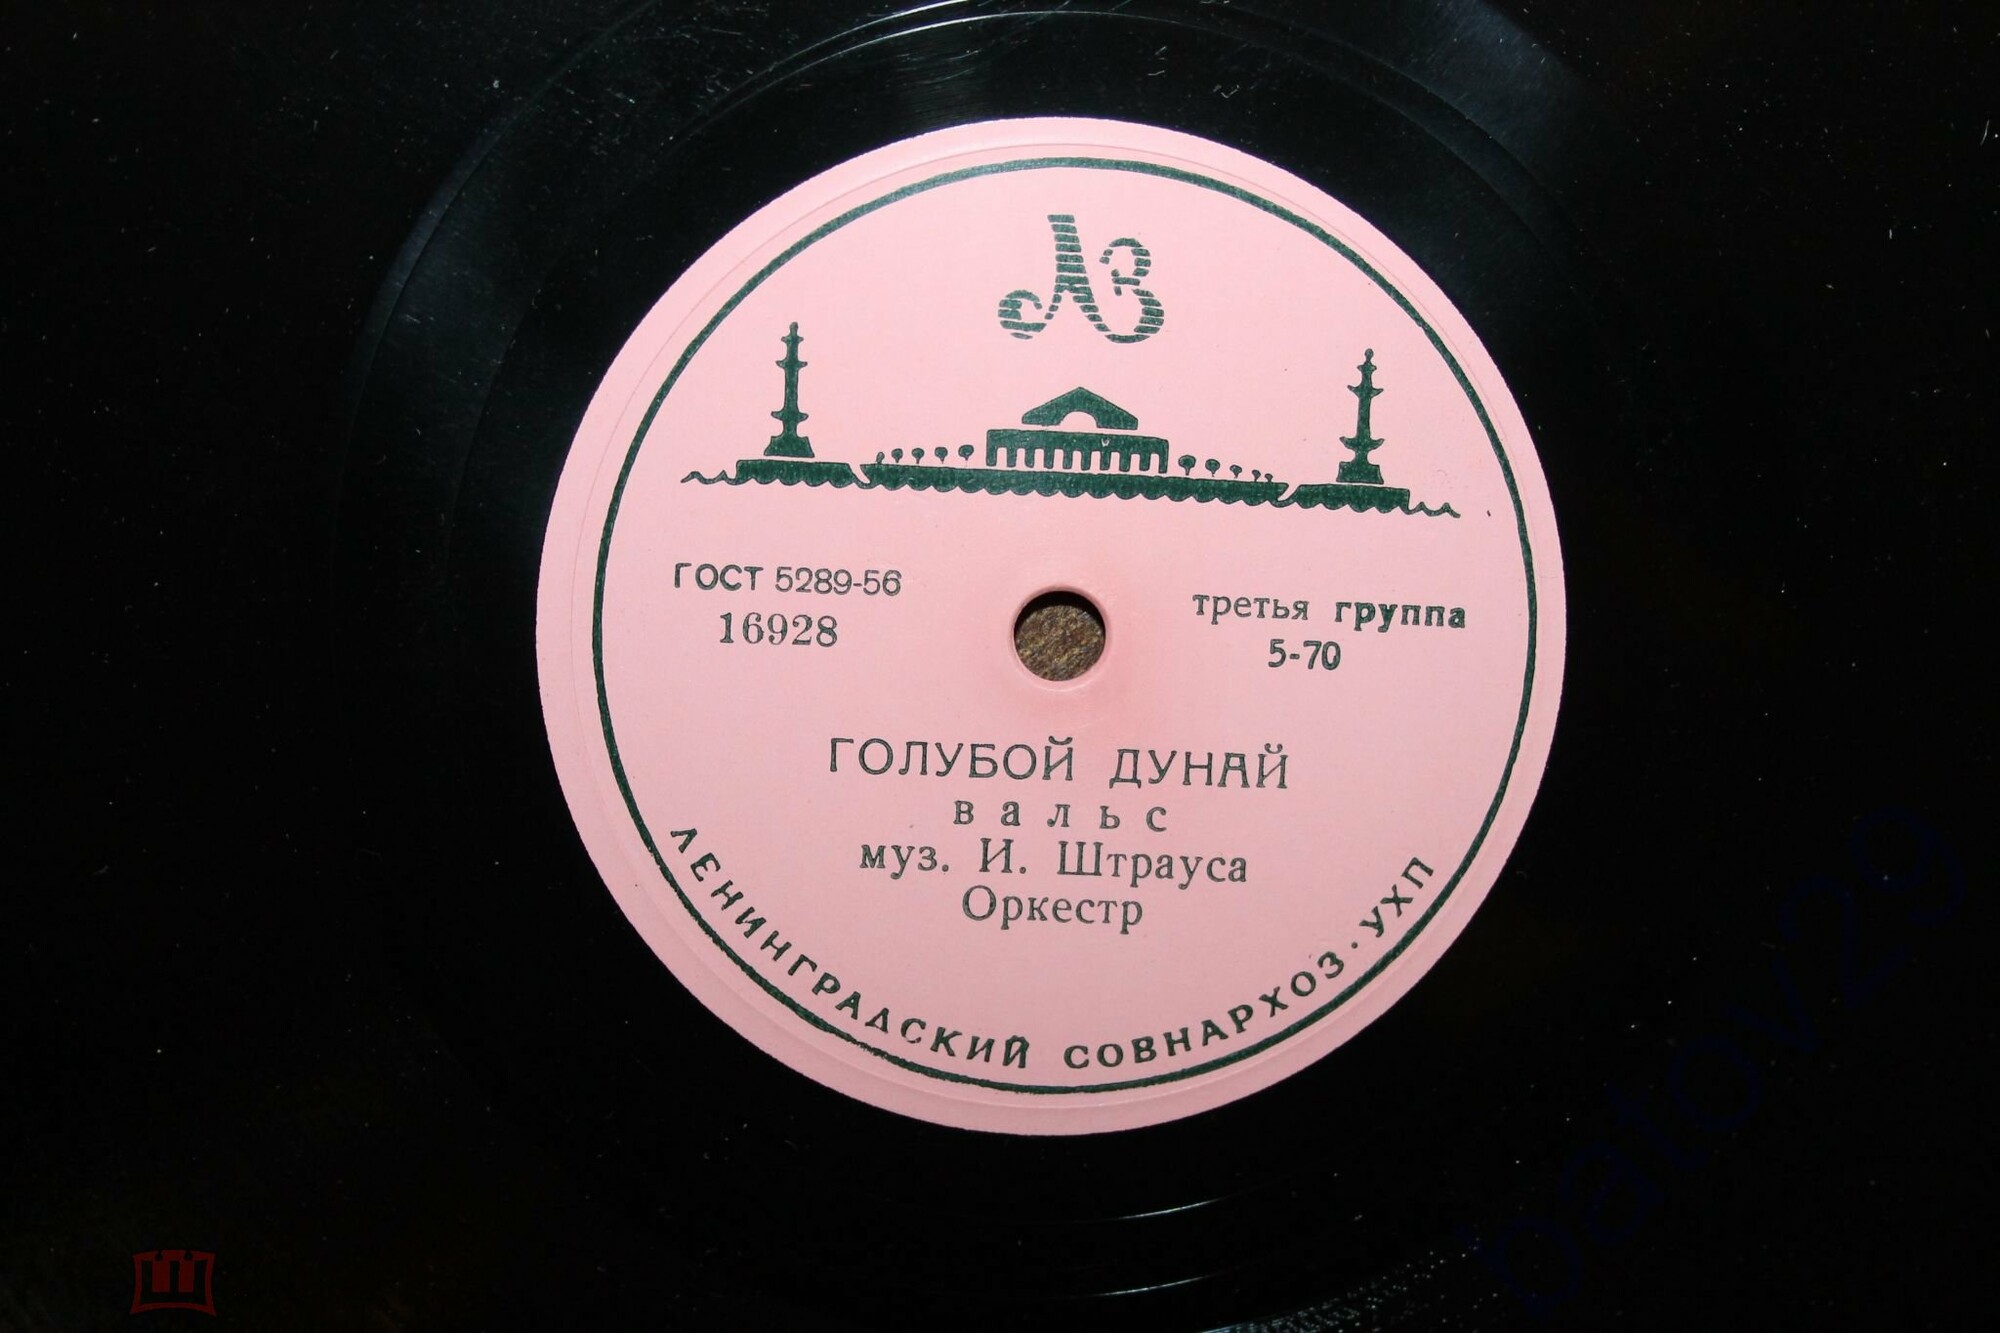 ЛЗ
ГОСТ 5289-56
16928
третья группа
5-70
ГОЛУБОЙ ДУНАЙ
вальс
муз. И. Штрауса
Оркестр
ЛЕНИНГРАДСКИЙ СОВНАРХОЗ·УХП